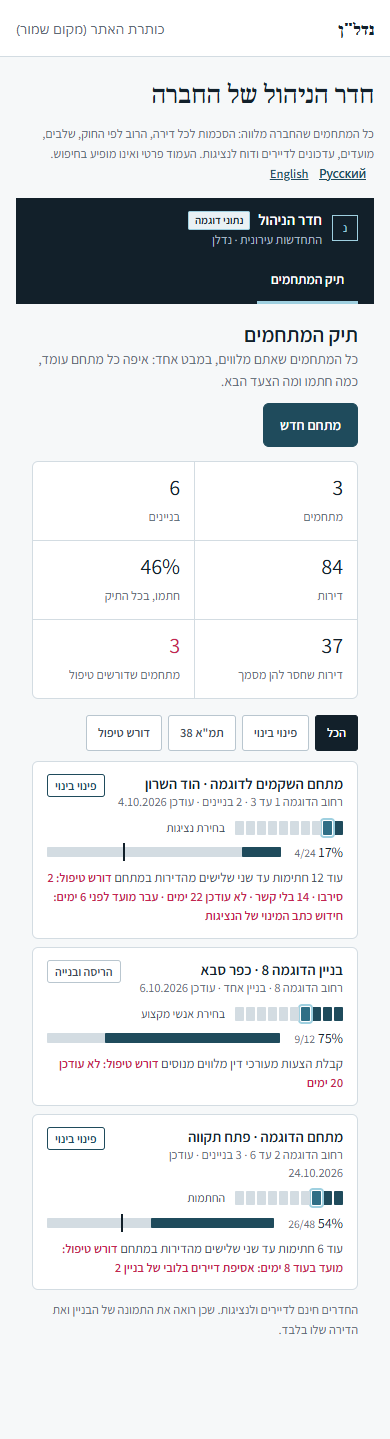 נדל"ן
כותרת האתר (מקום שמור)
חדר הניהול של החברה
כל המתחמים שהחברה מלווה: הסכמות לכל דירה, הרוב לפי החוק, שלבים,
מועדים, עדכונים לדיירים ודוח לנציגות. העמוד פרטי ואינו מופיע בחיפוש.
Русский English
נ
חדר הניהול נתוני דוגמה
התחדשות עירונית · נדלן
תיק המתחמים
תיק המתחמים
כל המתחמים שאתם מלווים, במבט אחד: איפה כל מתחם עומד,
כמה חתמו ומה הצעד הבא.
מתחם חדש
3 6
מתחמים בניינים
84 46%
דירות חתמו, בכל התיק
37 3
דירות שחסר להן מסמך מתחמים שדורשים טיפול
הכל פינוי בינוי תמ"א 38 דורש טיפול
מתחם השקמים לדוגמה · הוד השרון פינוי בינוי
רחוב הדוגמה 1 עד 3 · 2 בניינים · עודכן 4.10.2026
בחירת נציגות
17% 4/24
עוד 12 חתימות עד שני שלישים מהדירות במתחם דורש טיפול: 2
סירבו · 14 בלי קשר · לא עודכן 22 ימים · עבר מועד לפני 6 ימים:
חידוש כתב המינוי של הנציגות
בניין הדוגמה 8 · כפר סבא הריסה ובנייה
רחוב הדוגמה 8 · בניין אחד · עודכן 6.10.2026
בחירת אנשי מקצוע
75% 9/12
קבלת הצעות מעורכי דין מלווים מנוסים דורש טיפול: לא עודכן
20 ימים
מתחם הדוגמה · פתח תקווה פינוי בינוי
רחוב הדוגמה 2 עד 6 · 3 בניינים · עודכן
24.10.2026
החתמות
54% 26/48
עוד 6 חתימות עד שני שלישים מהדירות במתחם דורש טיפול:
מועד בעוד 8 ימים: אסיפת דיירים בלובי של בניין 2
החדרים חינם לדיירים ולנציגות. שכן רואה את התמונה של הבניין ואת
הדירה שלו בלבד.